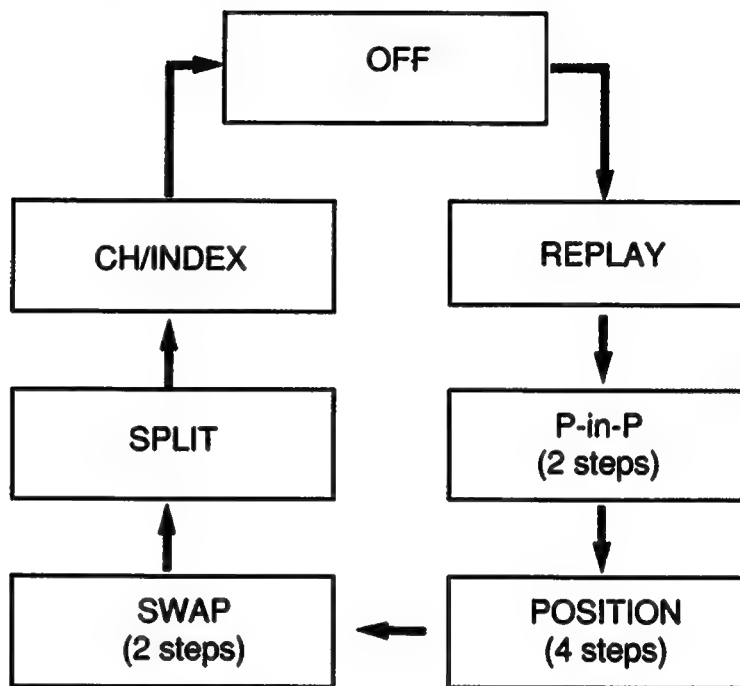 OFF
CH/INDEX
REPLAY
SPLIT
P-in-P
(2 steps)
SWAP
(2 steps)
POSITION
(4 steps)